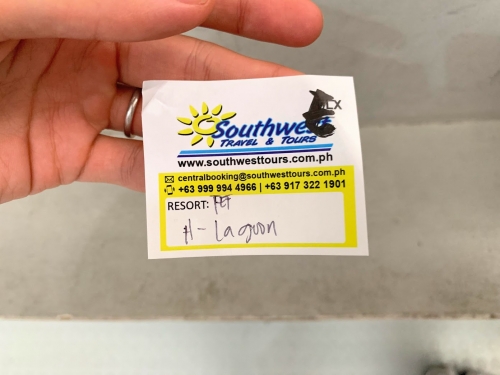 Southwest
TRAVEL & TOURS
www.southwesttours.com.ph
centralbooking@southwesttours.com.ph
+63 999 994 4966 | +63 917 322 1901
RESORT:
H- Lagoon